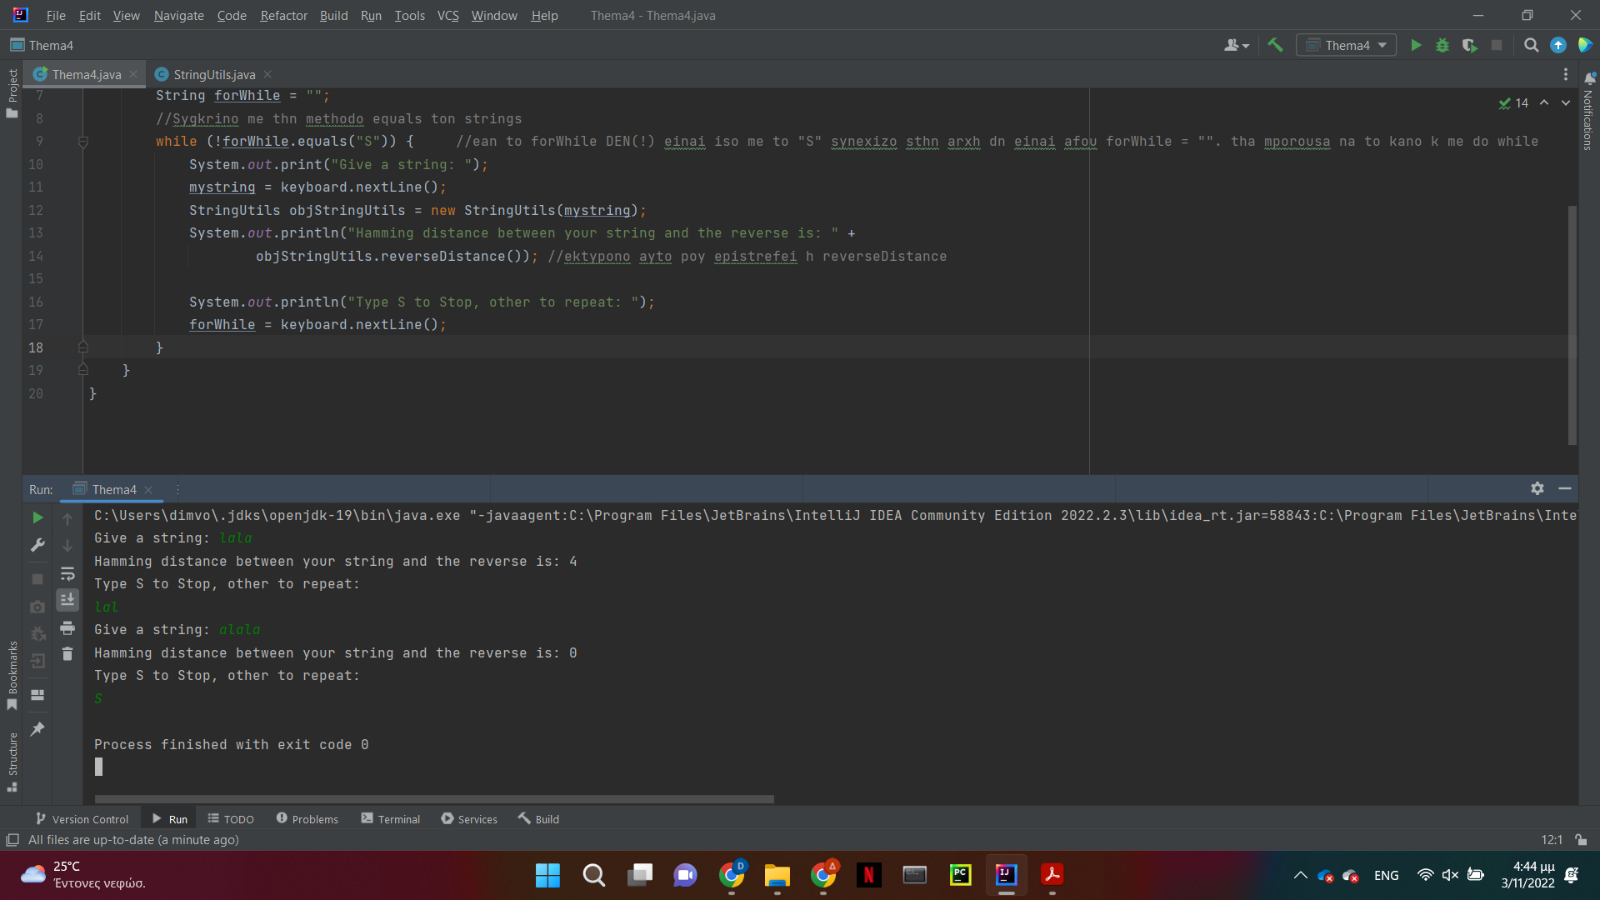 File Edit View Navigate Code Refactor Build Run Tools VCS Window Help Thema4 - Thema4.java
Thema4
Thema4
Thema4.java
StringUtils.java
Project
Notifications
14
7 String forWhile = "";
8 //Sygkrino me thn methodo equals ton strings
9 while (!forWhile.equals("S")) { //ean to forWhile DEN(!) einai iso me to "S" synexizo sthn arxh dn einai afou forWhile = "". tha mporousa na to kano k me do while
10 System.out.print("Give a string: ");
11 mystring = keyboard.nextLine();
12 StringUtils objStringUtils = new StringUtils(mystring);
13 System.out.println("Hamming distance between your string and the reverse is: " +
14 objStringUtils.reverseDistance()); //ektypono ayto poy epistrefei h reverseDistance
15
16 System.out.println("Type S to Stop, other to repeat: ");
17 forWhile = keyboard.nextLine();
18 }
19 }
20 }
Run: Thema4
C:\Users\dimvo\.jdks\openjdk-19\bin\java.exe "-javaagent:C:\Program Files\JetBrains\IntelliJ IDEA Community Edition 2022.2.3\lib\idea_rt.jar=58843:C:\Program Files\JetBrains\Inte
Give a string: lala
Hamming distance between your string and the reverse is: 4
Type S to Stop, other to repeat:
lal
Give a string: alala
Hamming distance between your string and the reverse is: 0
Type S to Stop, other to repeat:
S
Process finished with exit code 0
Bookmarks
Structure
Version Control Run TODO Problems Terminal Services Build
All files are up-to-date (a minute ago)
12:1
25°C
Έντονες νεφώσ.
ENG
4:44 μμ
3/11/2022